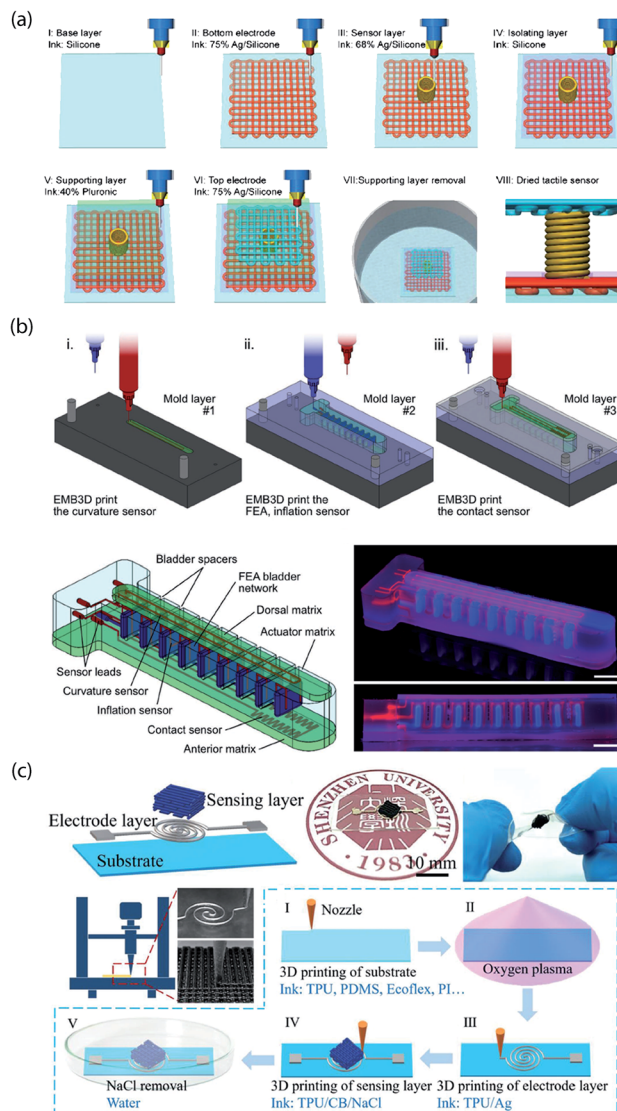 (a)
I: Base layer
Ink: Silicone
II: Bottom electrode
Ink: 75% Ag/Silicone
III: Sensor layer
Ink: 68% Ag/Silicone
IV: Isolating layer
Ink: Silicone
V: Supporting layer
Ink:40% Pluronic
VI: Top electrode
Ink: 75% Ag/Silicone
VII:Supporting layer removal
VIII: Dried tactile sensor
(b)
i.
Mold layer
#1
EMB3D print
the curvature sensor
ii.
Mold layer
#2
EMB3D print the
FEA, inflation sensor
iii.
Mold layer
#3
EMB3D print
the contact sensor
Bladder spacers
FEA bladder
network
Dorsal matrix
Actuator matrix
Sensor leads
Curvature sensor
Inflation sensor
Contact sensor
Anterior matrix
(c)
Sensing layer
Electrode layer
Substrate
SHENZHEN UNIVERSITY
1983
10 mm
I
Nozzle
3D printing of substrate
Ink: TPU, PDMS, Ecoflex, PI…
II
Oxygen plasma
III
3D printing of electrode layer
Ink: TPU/Ag
IV
3D printing of sensing layer
Ink: TPU/CB/NaCl
V
NaCl removal
Water